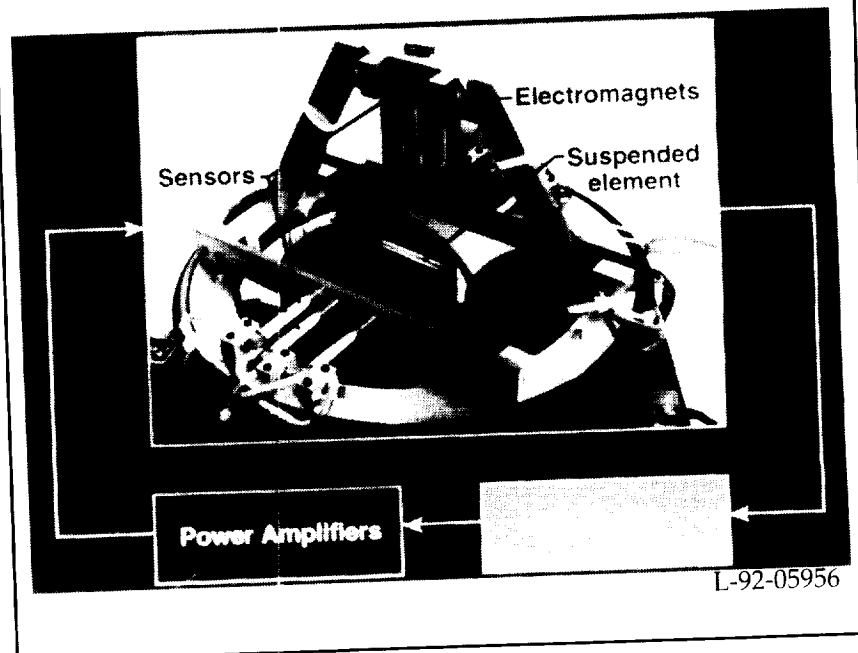 Electromagnets
Sensors
Suspended
element
Power Amplifiers
L-92-05956